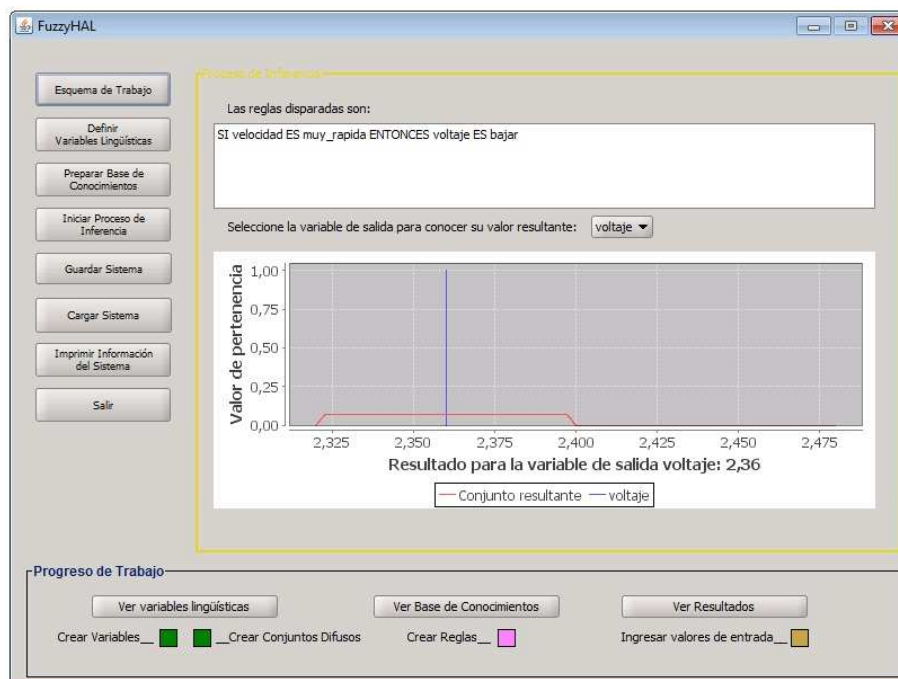 FuzzyHAL
Esquema de Trabajo
Definir
Variables Lingüísticas
Preparar Base de
Conocimientos
Iniciar Proceso de
Inferencia
Guardar Sistema
Cargar Sistema
Imprimir Información
del Sistema
Salir
Proceso de Inferencia
Las reglas disparadas son:
SI velocidad ES muy_rapida ENTONCES voltaje ES bajar
Seleccione la variable de salida para conocer su valor resultante: voltaje
Valor de pertenencia
1,00
0,75
0,50
0,25
0,00
2,325 2,350 2,375 2,400 2,425 2,450 2,475
Resultado para la variable de salida voltaje: 2,36
Conjunto resultante voltaje
Progreso de Trabajo
Ver variables lingüísticas Ver Base de Conocimientos Ver Resultados
Crear Variables__ __Crear Conjuntos Difusos Crear Reglas__ Ingresar valores de entrada__